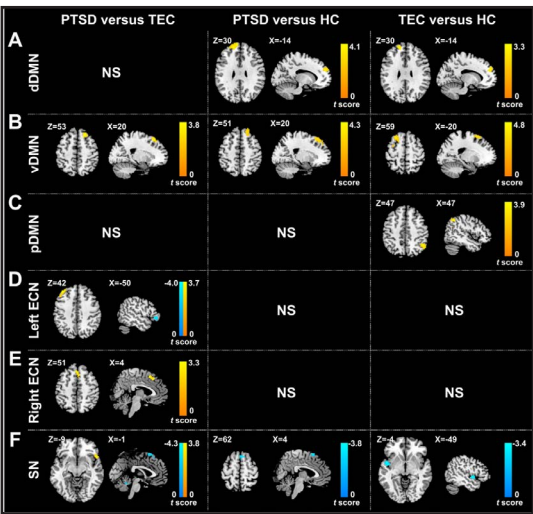 PTSD versus TEC PTSD versus HC TEC versus HC
A
dDMN
NS
Z=30 X=-14 4.1 0 t score
Z=30 X=-14 3.3 0 t score
B
vDMN
Z=53 X=20 3.8 0 t score
Z=51 X=20 4.3 0 t score
Z=59 X=-20 4.8 0 t score
C
pDMN
NS
NS
Z=47 X=47 3.9 0 t score
D
Left ECN
Z=42 X=-50 -4.0 3.7 0 0 t score
NS
NS
E
Right ECN
Z=51 X=4 3.3 0 t score
NS
NS
F
SN
Z=-9 X=-1 -4.3 3.8 0 0 t score
Z=62 X=4 -3.8 0 t score
Z=-4 X=-49 -3.4 0 t score